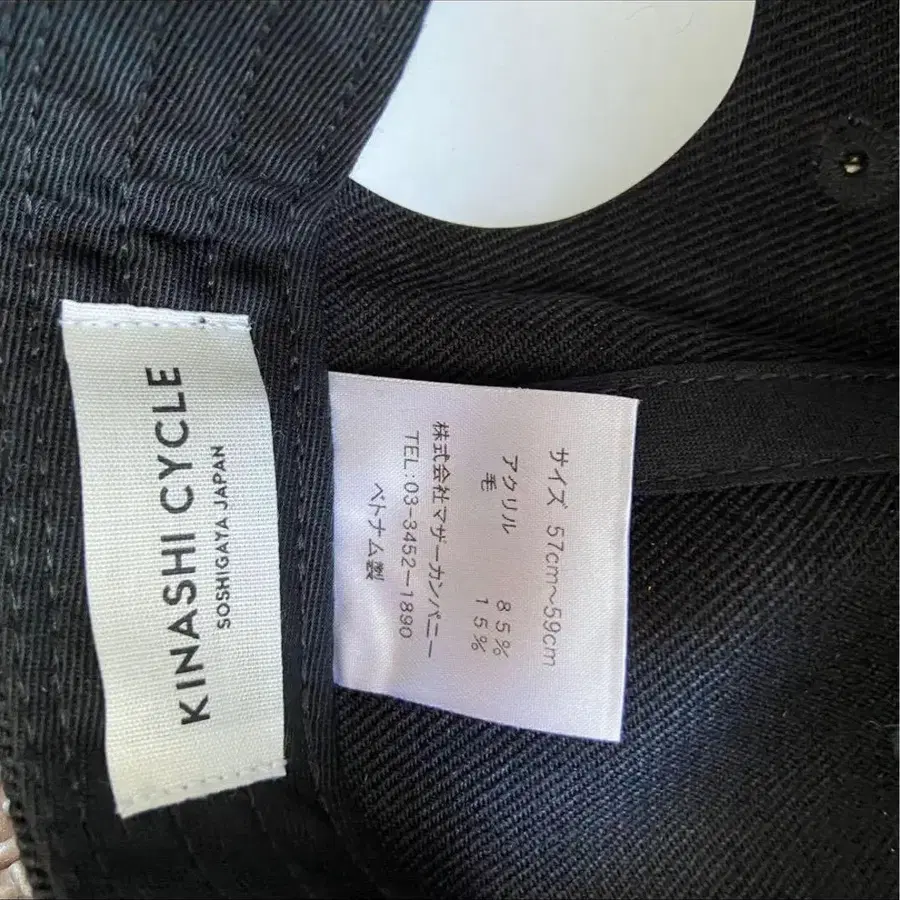 KINASHI CYCLE
SOSHIGAYA JAPAN
サイズ 57cm～59cm
アクリル 85%
毛 15%
株式会社マザーカンパニー
TEL:03-3452-1890
ベトナム製